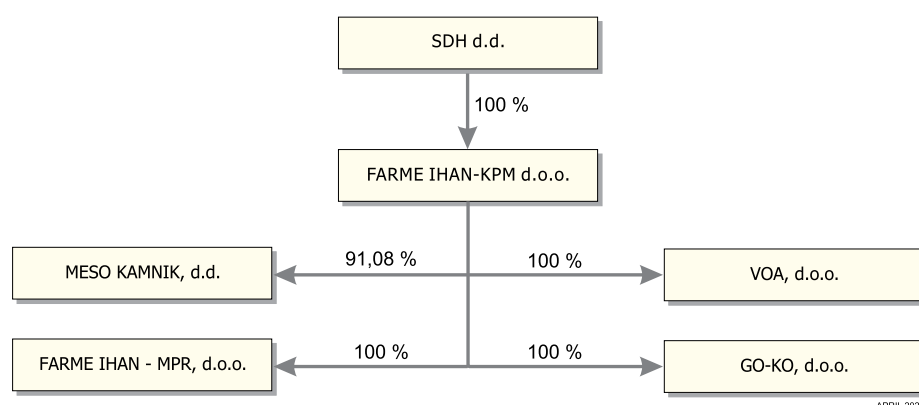 SDH d.d.
100 %
FARME IHAN-KPM d.o.o.
MESO KAMNIK, d.d.
91,08 %
100 %
VOA, d.o.o.
FARME IHAN - MPR, d.o.o.
100 %
100 %
GO-KO, d.o.o.